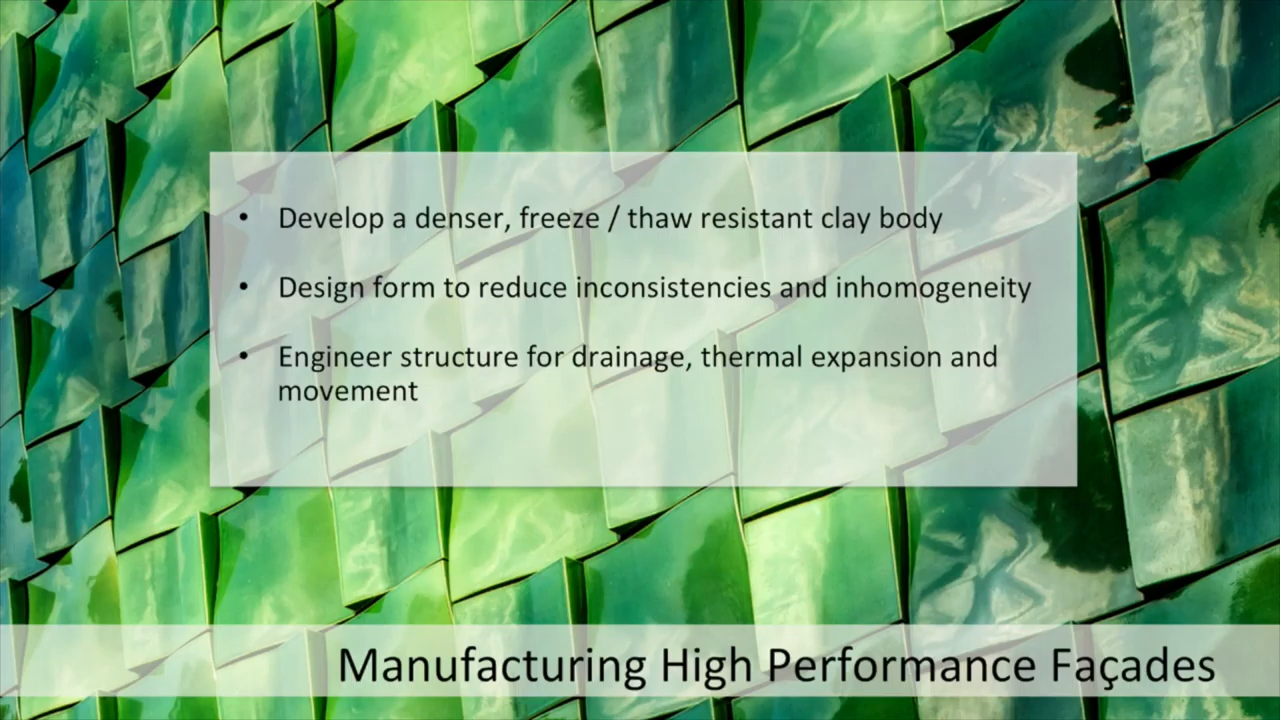 • Develop a denser, freeze / thaw resistant clay body
• Design form to reduce inconsistencies and inhomogeneity
• Engineer structure for drainage, thermal expansion and
movement
Manufacturing High Performance Façades